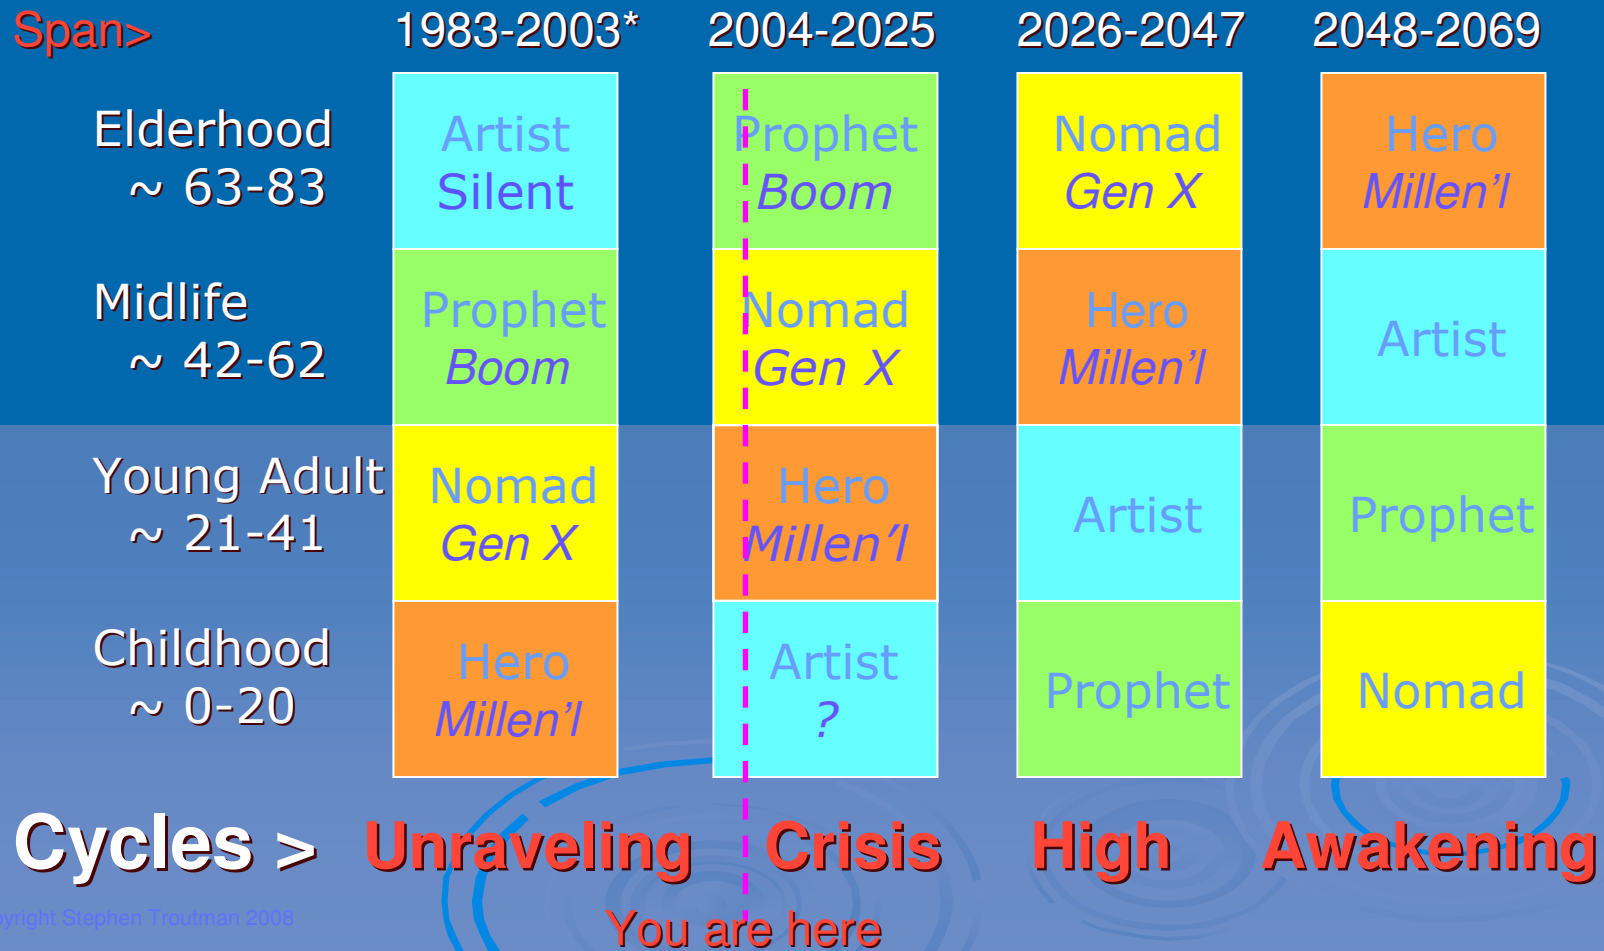 Span> 1983-2003* 2004-2025 2026-2047 2048-2069
Elderhood
~ 63-83
Artist
Silent
Prophet
Boom
Nomad
Gen X
Hero
Millen'l
Midlife
~ 42-62
Prophet
Boom
Nomad
Gen X
Hero
Millen'l
Artist
Young Adult
~ 21-41
Nomad
Gen X
Hero
Millen'l
Artist
Prophet
Childhood
~ 0-20
Hero
Millen'l
Artist
?
Prophet
Nomad
Cycles > Unraveling Crisis High Awakening
pyright Stephen Troutman 2008
You are here